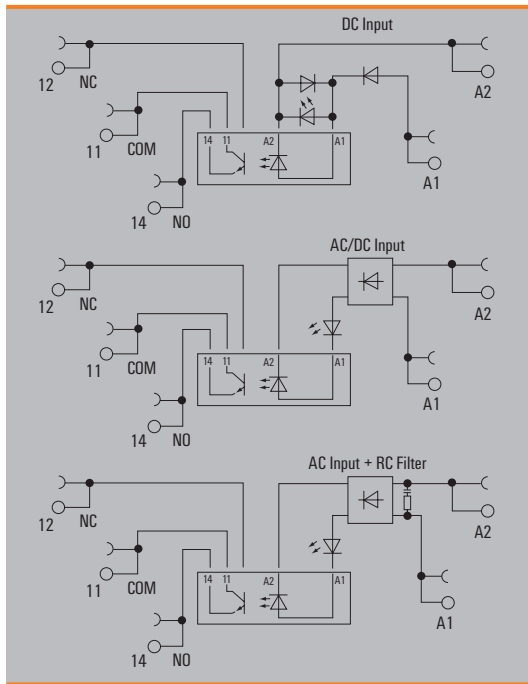 DC Input
12 NC
A2
14 11 A2 A1
11 COM
A1
14 NO
AC/DC Input
12 NC
A2
14 11 A2 A1
11 COM
A1
14 NO
AC Input + RC Filter
12 NC
A2
14 11 A2 A1
11 COM
A1
14 NO